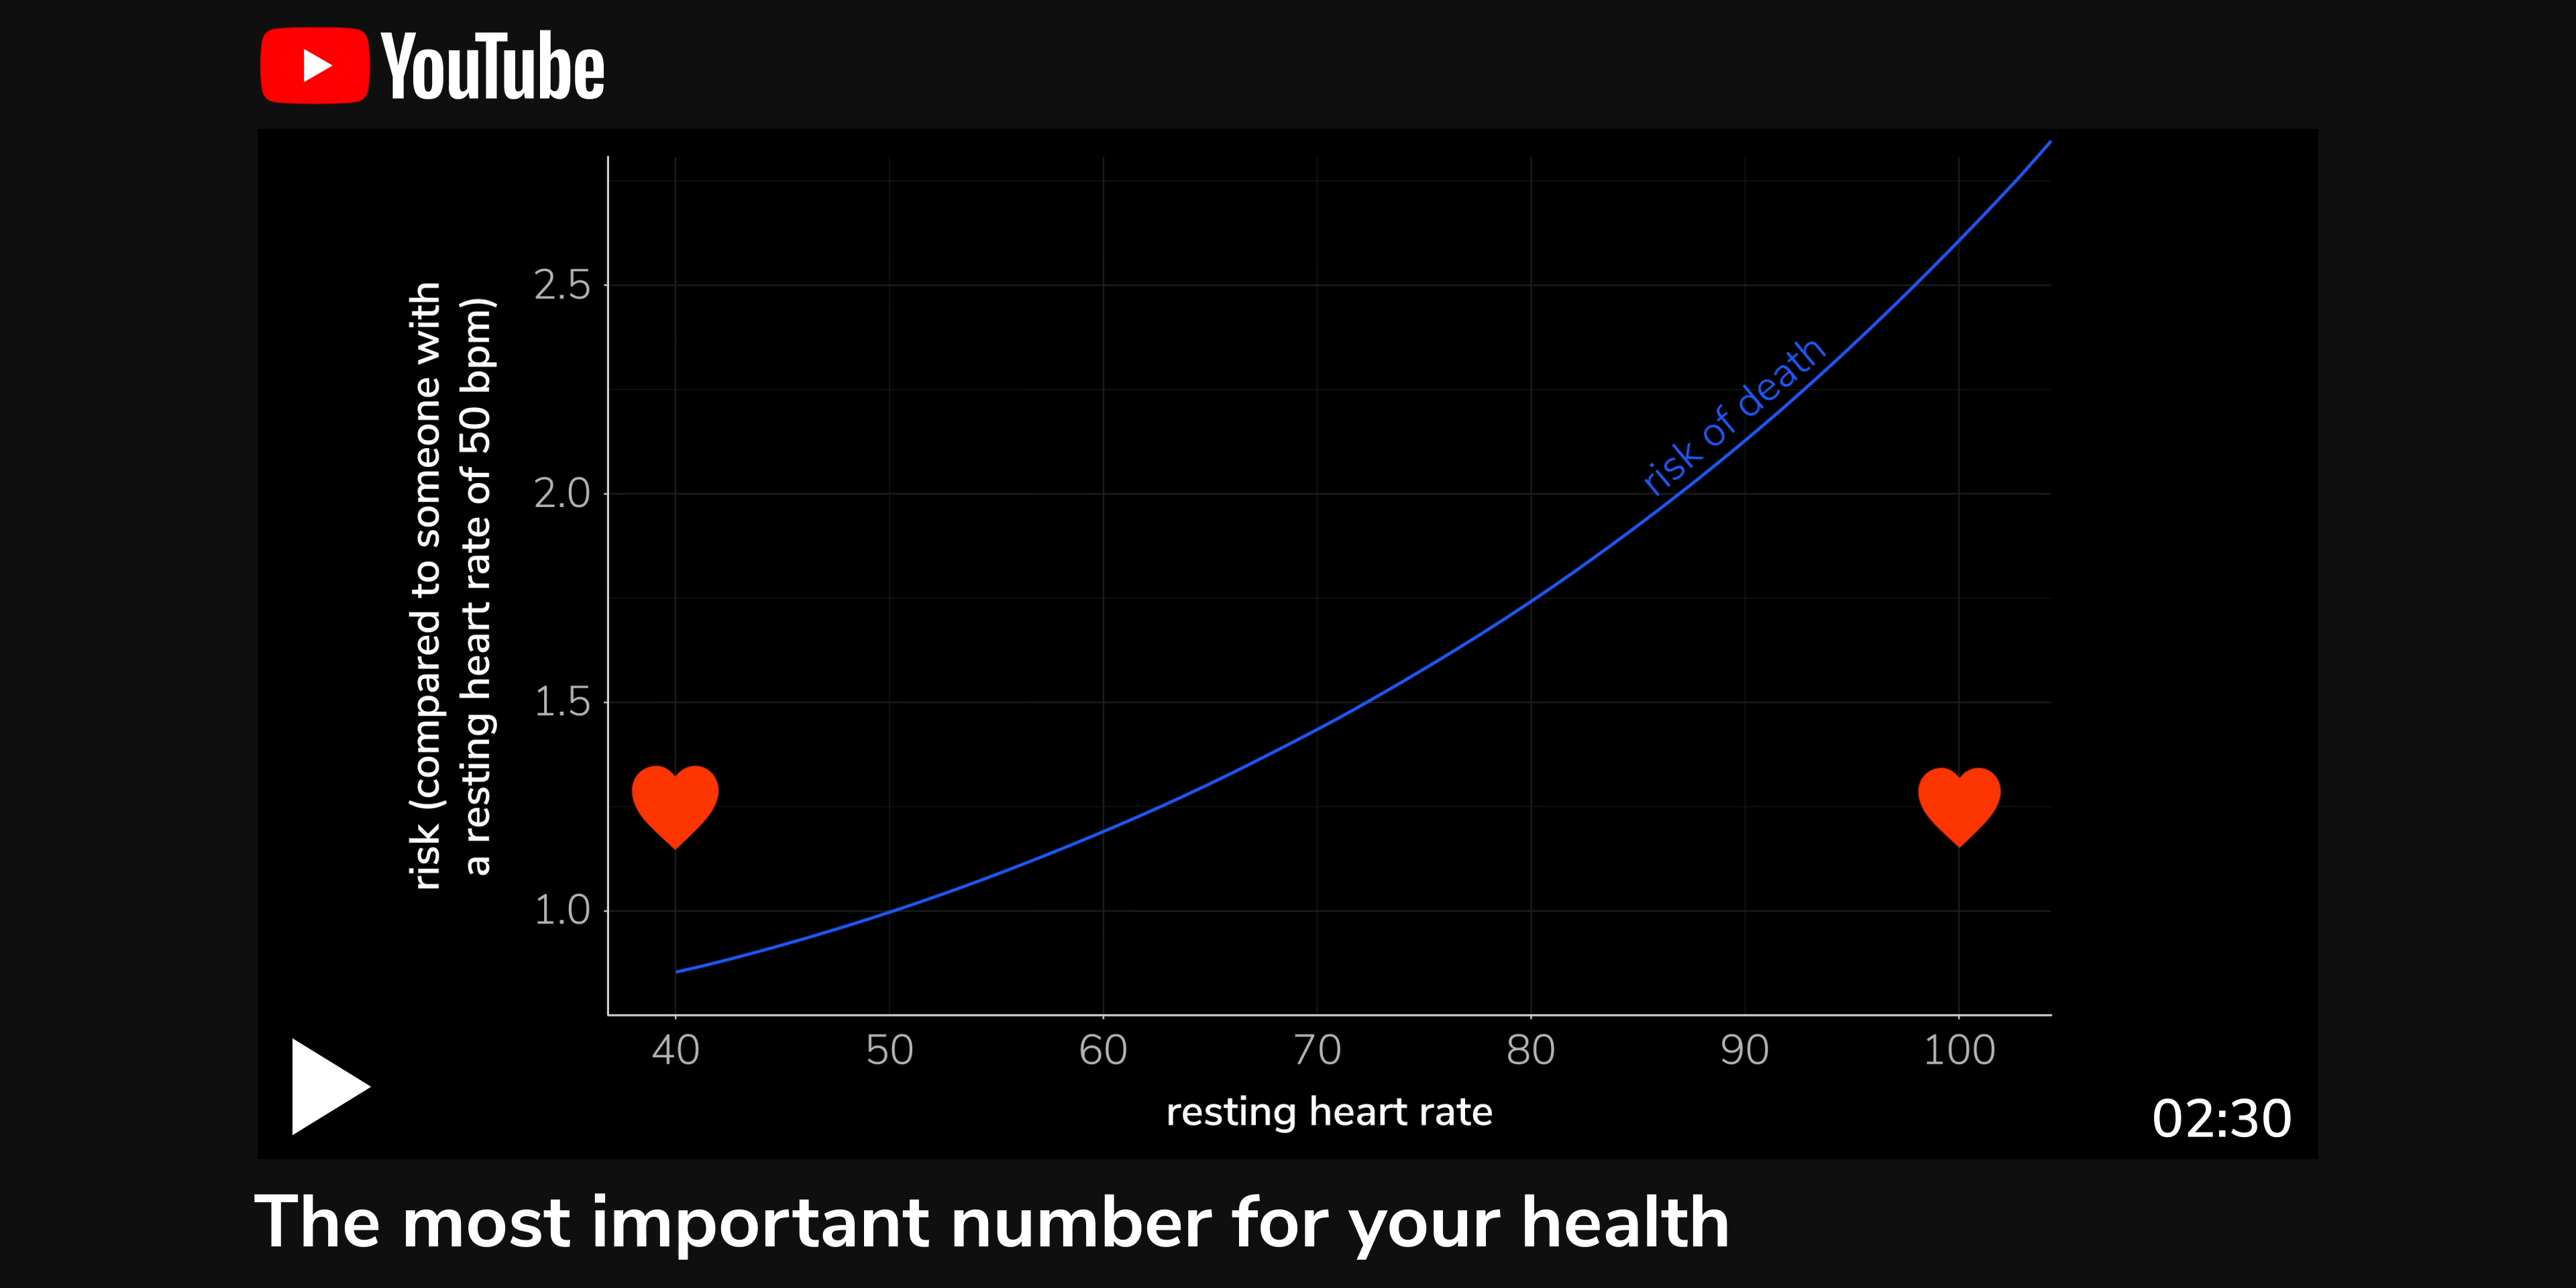 YouTube
risk (compared to someone with
a resting heart rate of 50 bpm)
2.5
2.0
1.5
1.0
risk of death
40 50 60 70 80 90 100
resting heart rate
02:30
The most important number for your health